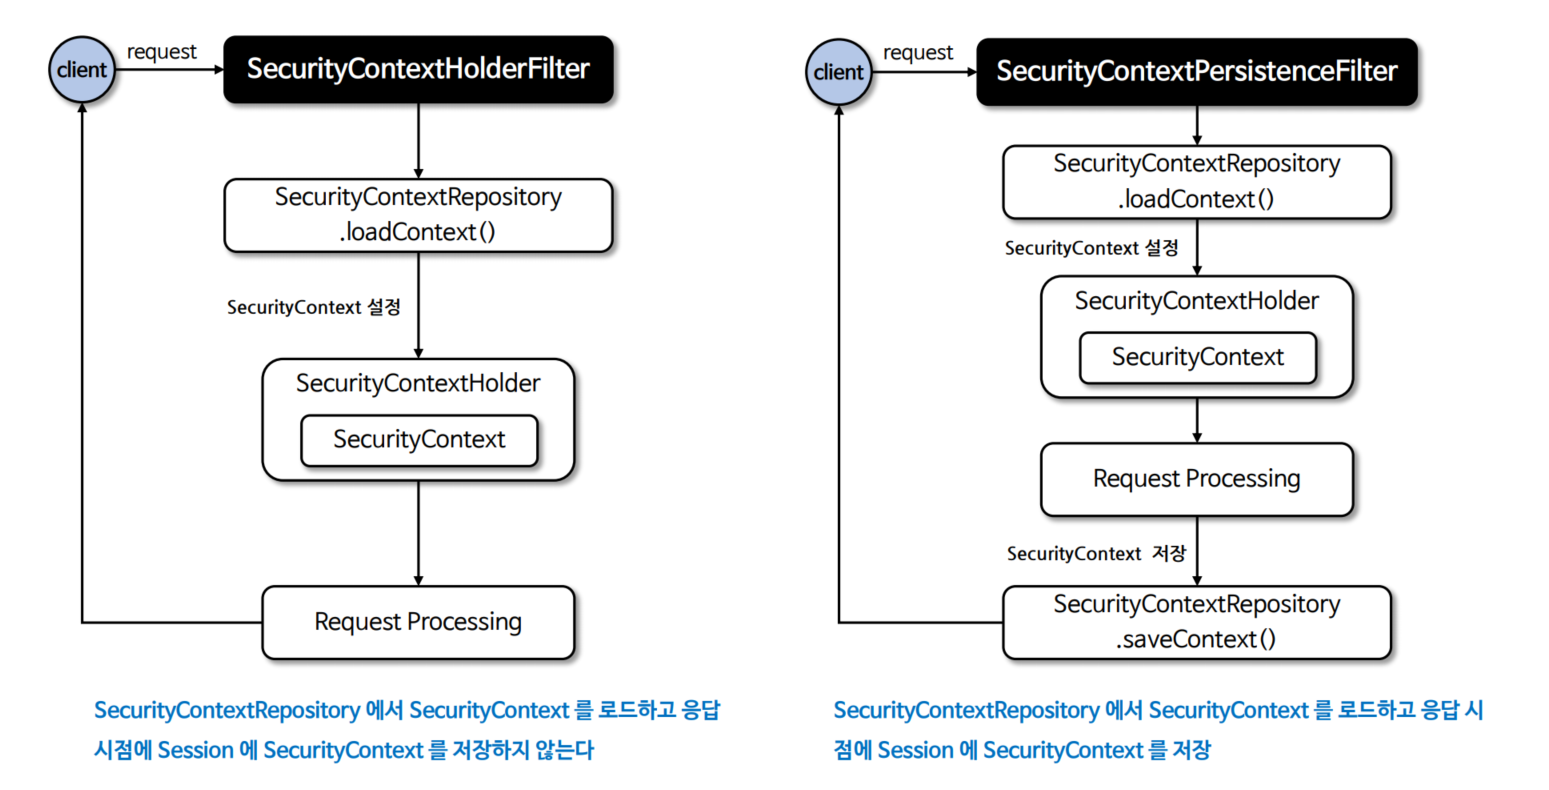 client
request
SecurityContextHolderFilter
SecurityContextRepository
.loadContext()
SecurityContext 설정
SecurityContextHolder
SecurityContext
Request Processing
SecurityContextRepository 에서 SecurityContext 를 로드하고 응답
시점에 Session 에 SecurityContext 를 저장하지 않는다
client
request
SecurityContextPersistenceFilter
SecurityContextRepository
.loadContext()
SecurityContext 설정
SecurityContextHolder
SecurityContext
Request Processing
SecurityContext 저장
SecurityContextRepository
.saveContext()
SecurityContextRepository 에서 SecurityContext 를 로드하고 응답 시
점에 Session 에 SecurityContext 를 저장